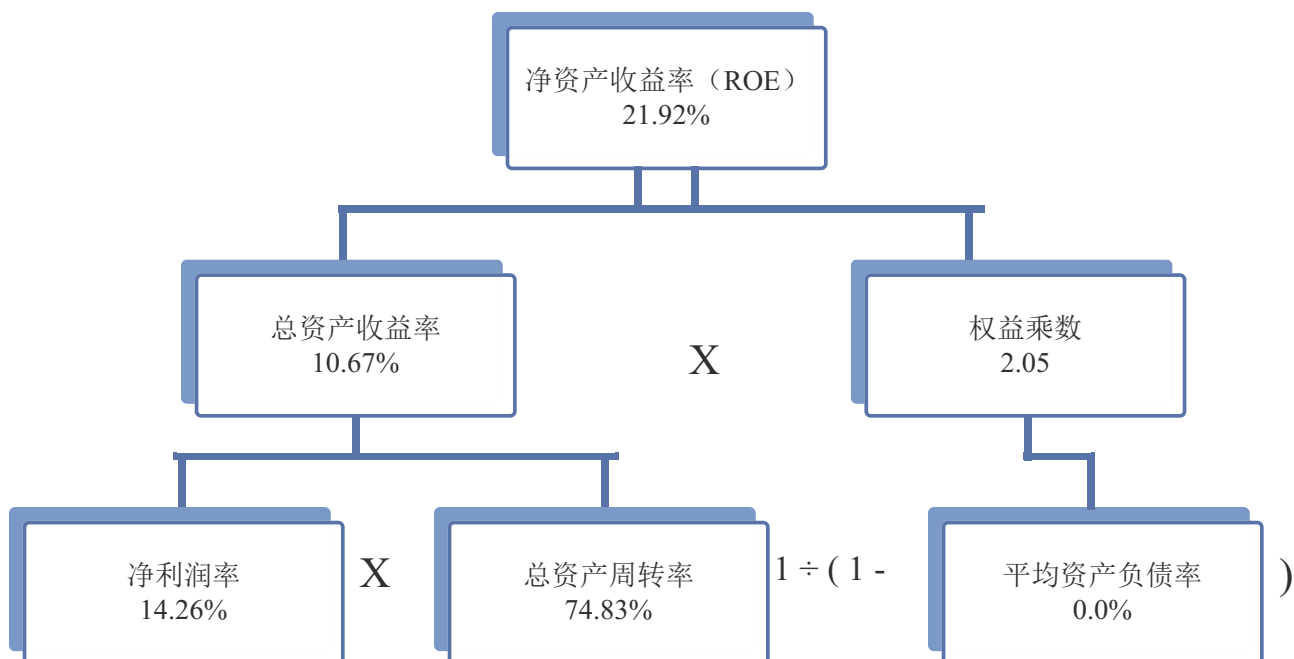 净资产收益率（ROE）
21.92%
总资产收益率
10.67%
X
权益乘数
2.05
净利润率
14.26%
X
总资产周转率
74.83%
1 ÷ ( 1 -
平均资产负债率
0.0%
)